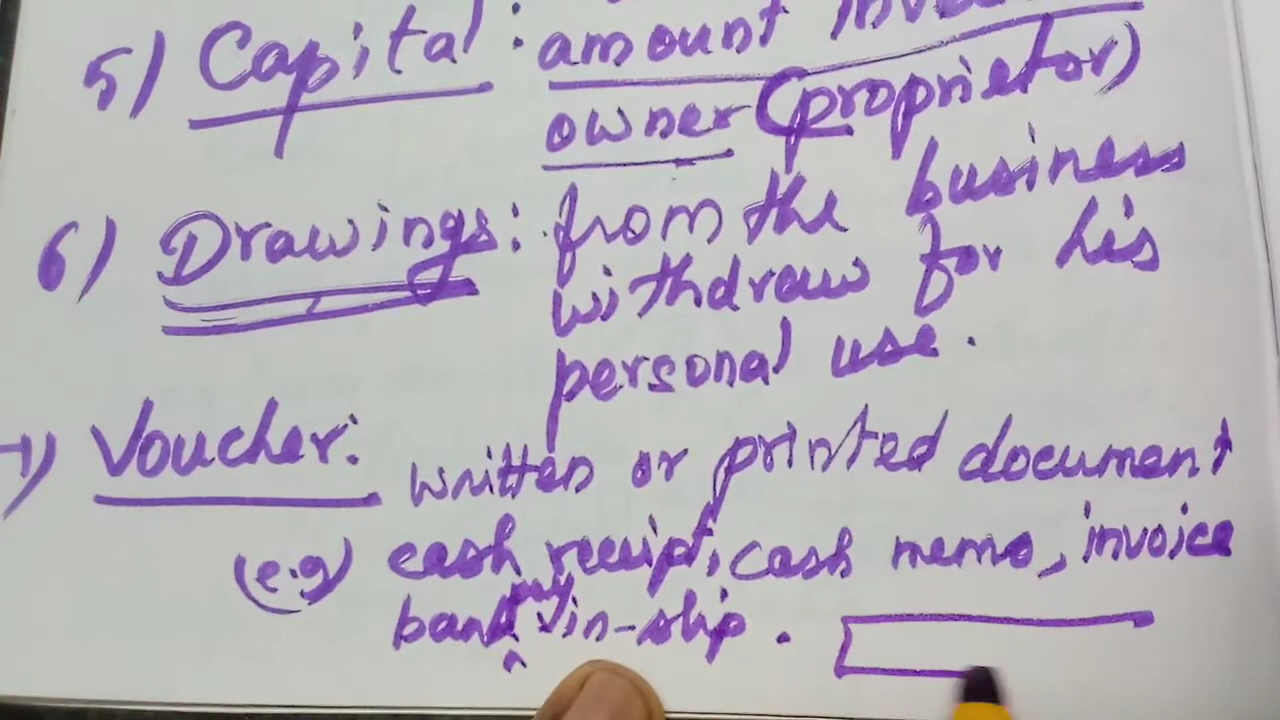 5) Capital : amount
owner (proprietor)
6) Drawings : from the business
withdraw for his
personal use.
7) Voucher : written or printed document
(e.g) cash receipt, cash memo, invoice
bank pay in-slip.